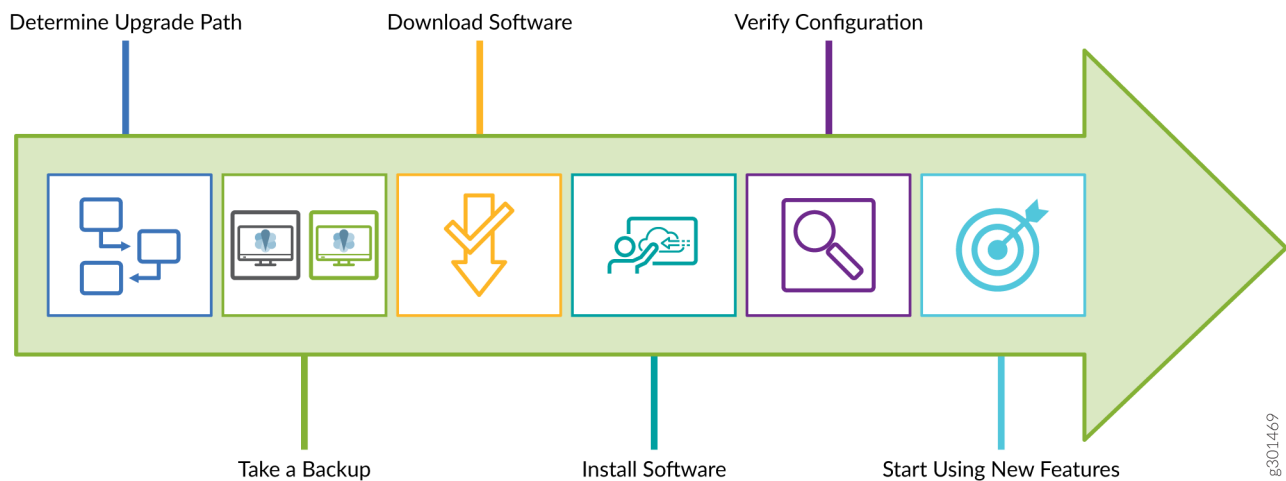 Determine Upgrade Path
Download Software
Verify Configuration
Take a Backup
Install Software
Start Using New Features
g301469